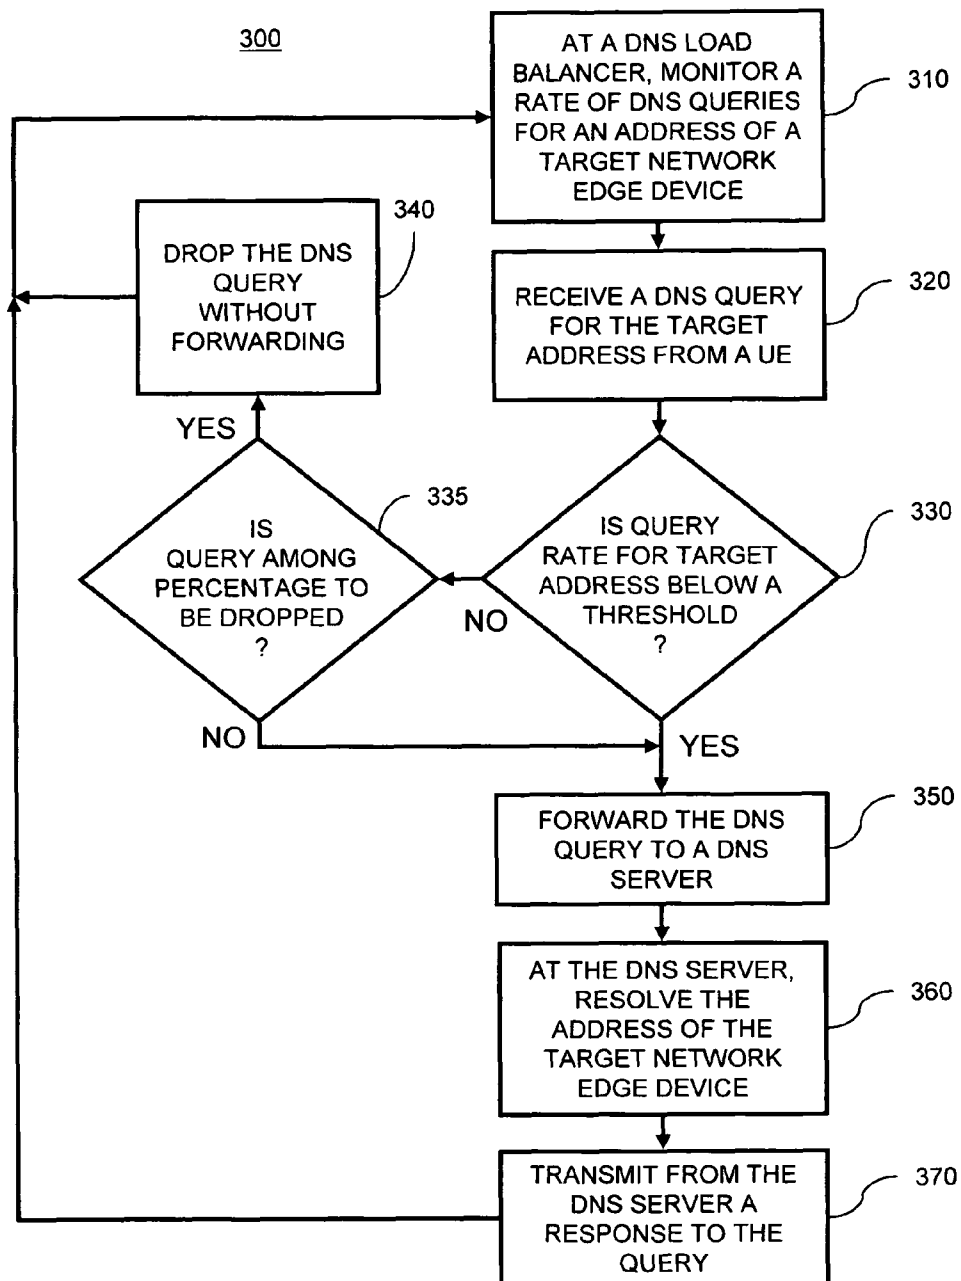 300
AT A DNS LOAD
BALANCER, MONITOR A
RATE OF DNS QUERIES
FOR AN ADDRESS OF A
TARGET NETWORK
EDGE DEVICE
310
RECEIVE A DNS QUERY
FOR THE TARGET
ADDRESS FROM A UE
320
340
DROP THE DNS
QUERY
WITHOUT
FORWARDING
YES
335
IS
QUERY AMONG
PERCENTAGE TO
BE DROPPED
?
NO
330
IS QUERY
RATE FOR TARGET
ADDRESS BELOW A
THRESHOLD
?
NO
YES
350
FORWARD THE DNS
QUERY TO A DNS
SERVER
360
AT THE DNS SERVER,
RESOLVE THE
ADDRESS OF THE
TARGET NETWORK
EDGE DEVICE
370
TRANSMIT FROM THE
DNS SERVER A
RESPONSE TO THE
QUERY